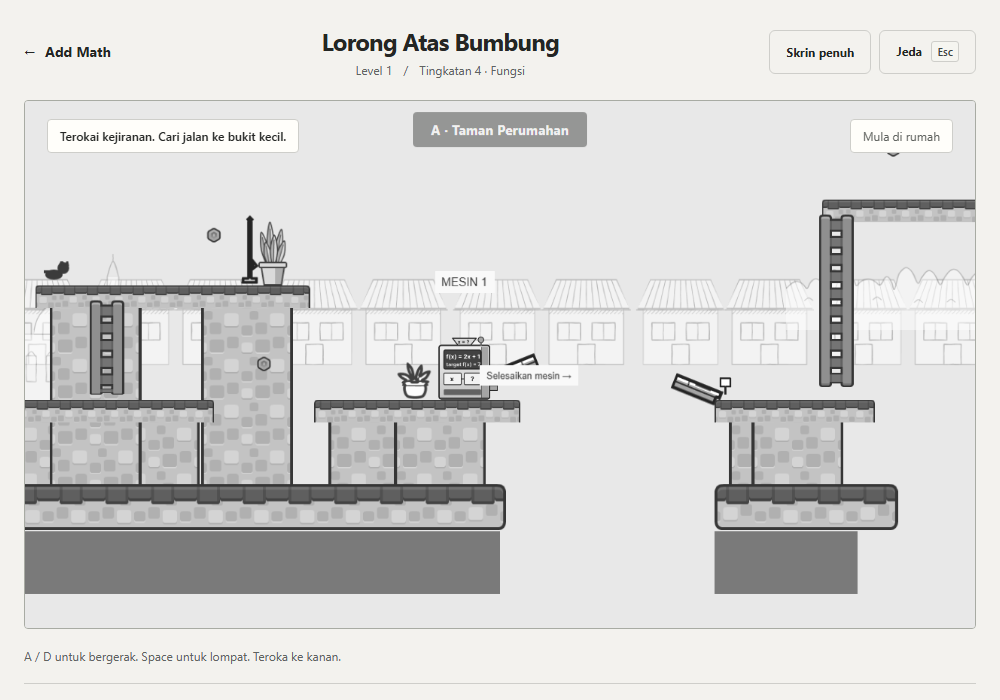 ← Add Math
Lorong Atas Bumbung
Level 1 / Tingkatan 4 · Fungsi
Skrin penuh
Jeda Esc
Terokai kejiranan. Cari jalan ke bukit kecil.
A · Taman Perumahan
Mula di rumah
MESIN 1
f(x) = 2x + 1
target f(x) =
x → ?
Selesaikan mesin →
A / D untuk bergerak. Space untuk lompat. Teroka ke kanan.